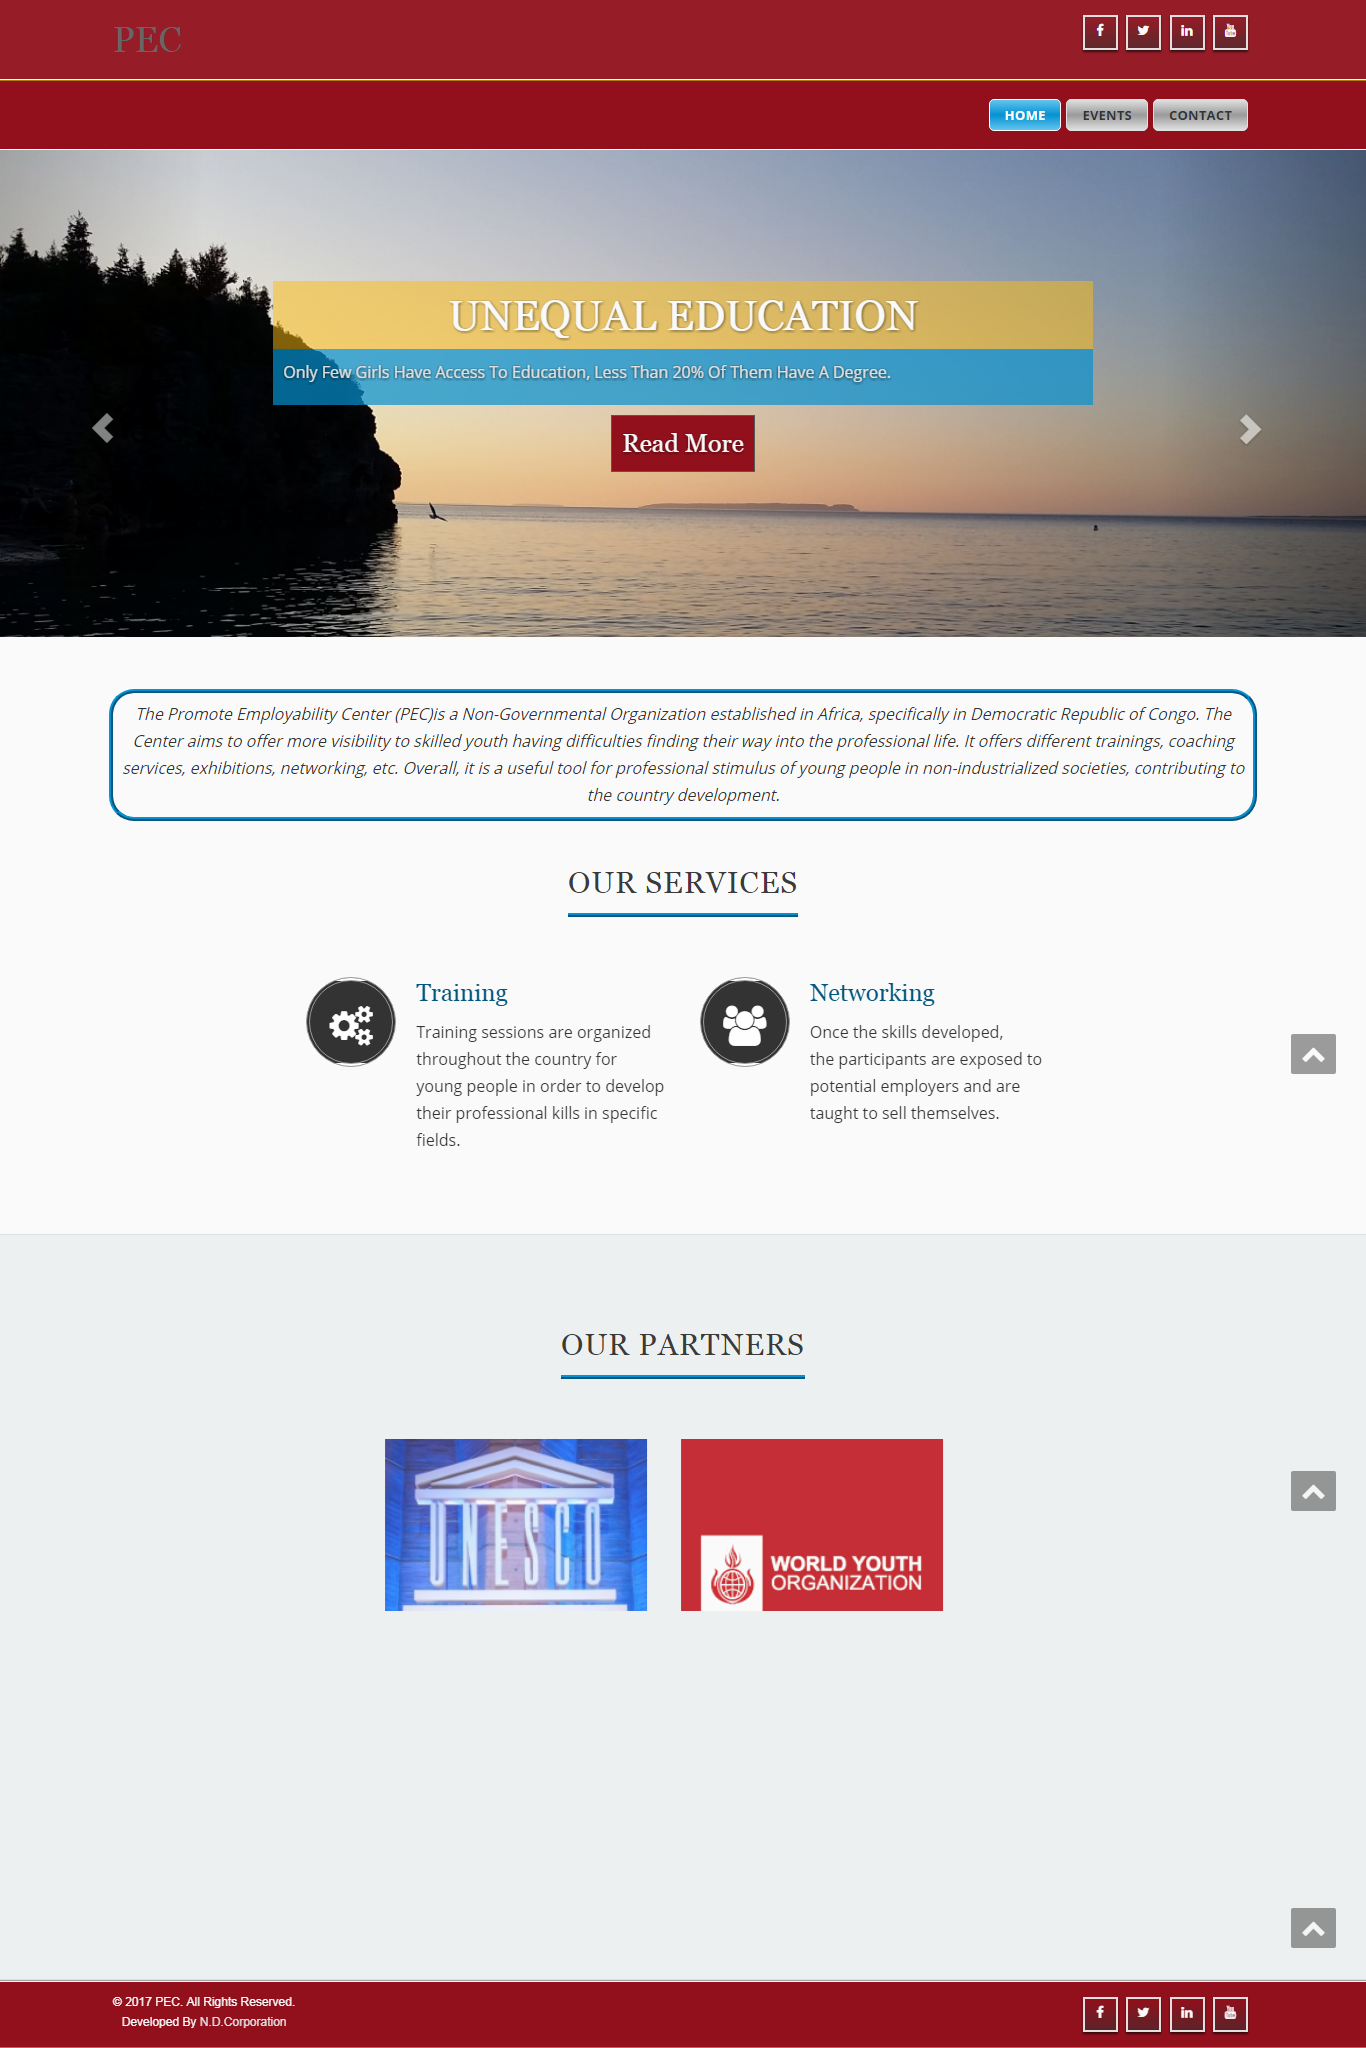 PEC
HOME EVENTS CONTACT
UNEQUAL EDUCATION
Only Few Girls Have Access To Education, Less Than 20% Of Them Have A Degree.
Read More
The Promote Employability Center (PEC)is a Non-Governmental Organization established in Africa, specifically in Democratic Republic of Congo. The
Center aims to offer more visibility to skilled youth having difficulties finding their way into the professional life. It offers different trainings, coaching
services, exhibitions, networking, etc. Overall, it is a useful tool for professional stimulus of young people in non-industrialized societies, contributing to
the country development.
OUR SERVICES
Training
Training sessions are organized
throughout the country for
young people in order to develop
their professional kills in specific
fields.
Networking
Once the skills developed,
the participants are exposed to
potential employers and are
taught to sell themselves.
OUR PARTNERS
UNESCO
WORLD YOUTH
ORGANIZATION
© 2017 PEC. All Rights Reserved.
Developed By N.D.Corporation